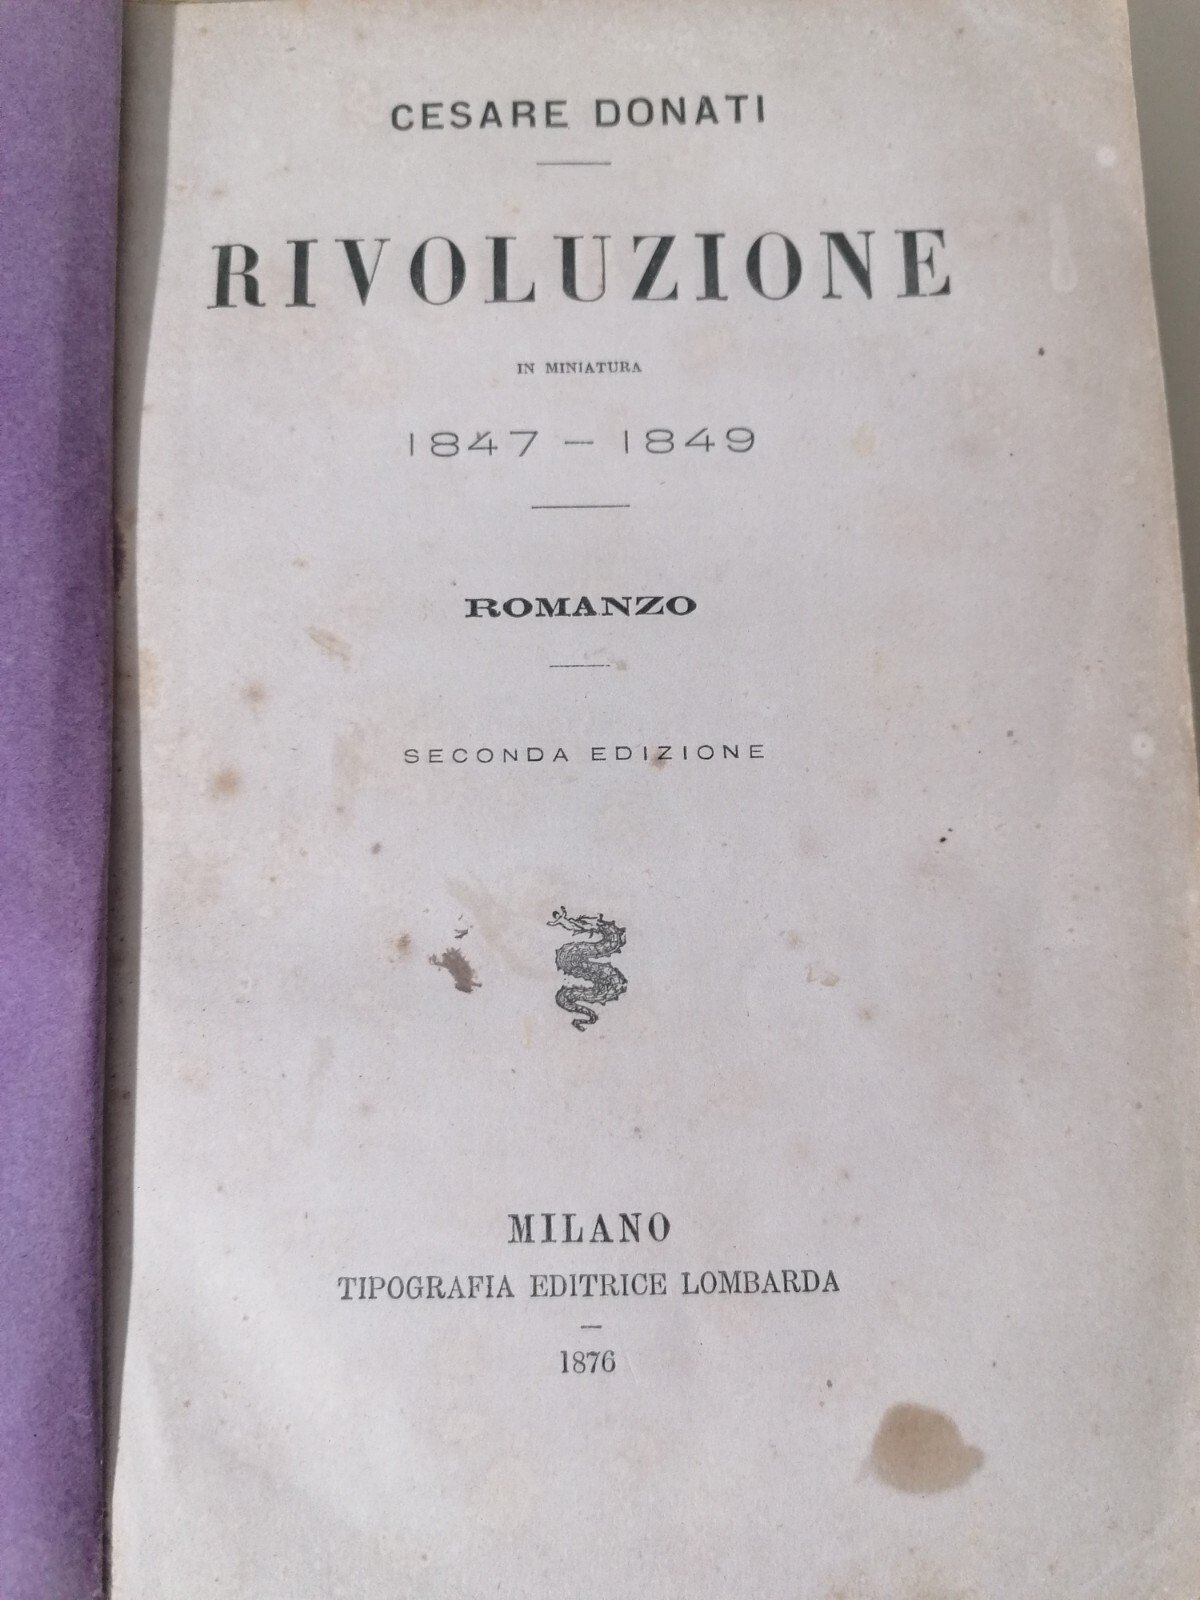 CESARE DONATI
RIVOLUZIONE
IN MINIATURA
1847 – 1849
ROMANZO
SECONDA EDIZIONE
MILANO
TIPOGRAFIA EDITRICE LOMBARDA
1876